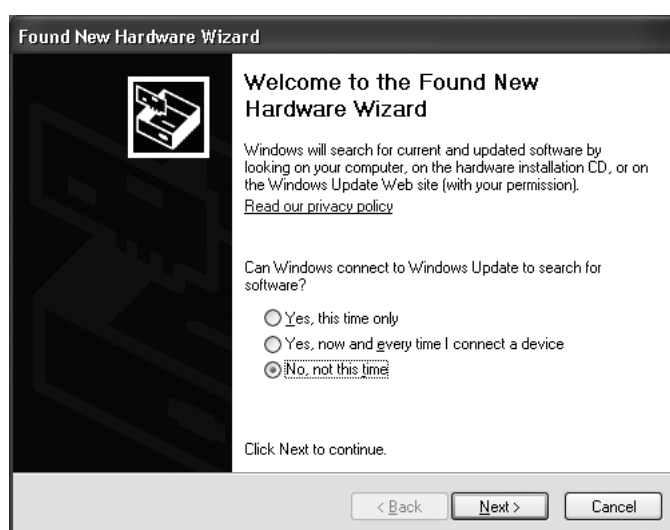 Found New Hardware Wizard
Welcome to the Found New
Hardware Wizard
Windows will search for current and updated software by
looking on your computer, on the hardware installation CD, or on
the Windows Update Web site (with your permission).
Read our privacy policy
Can Windows connect to Windows Update to search for
software?
Yes, this time only
Yes, now and every time I connect a device
No, not this time
Click Next to continue.
< Back
Next >
Cancel